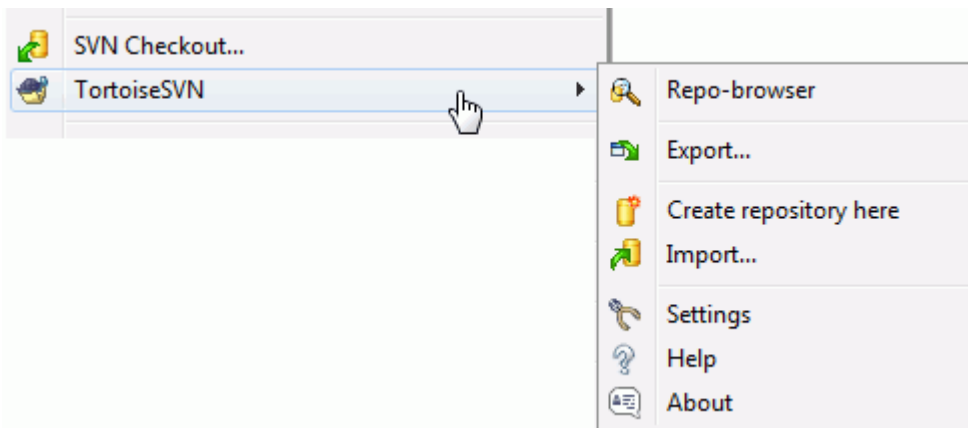 SVN Checkout...
TortoiseSVN
Repo-browser
Export...
Create repository here
Import...
Settings
Help
About